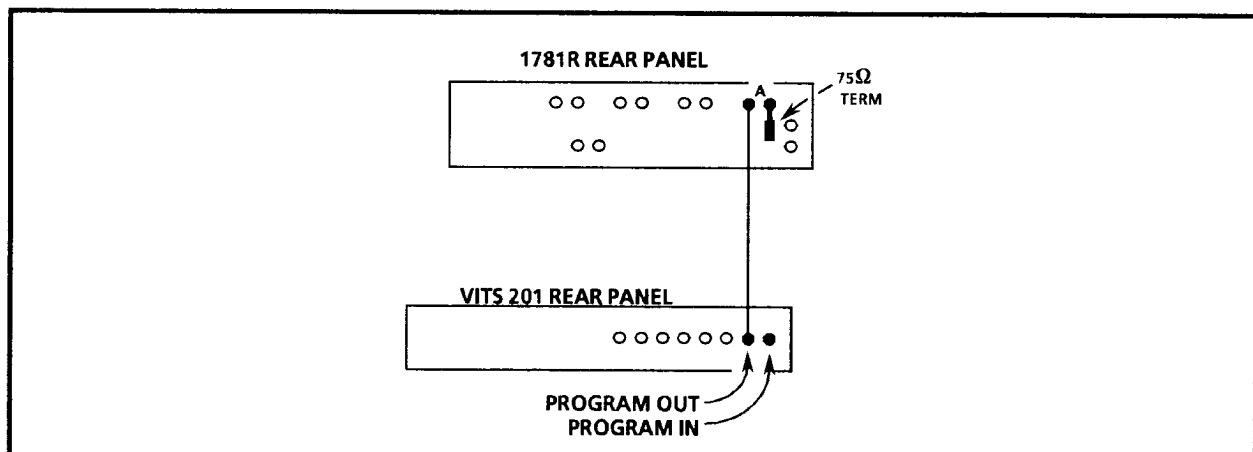 1781R REAR PANEL
A
75Ω
TERM
VITS 201 REAR PANEL
PROGRAM OUT
PROGRAM IN